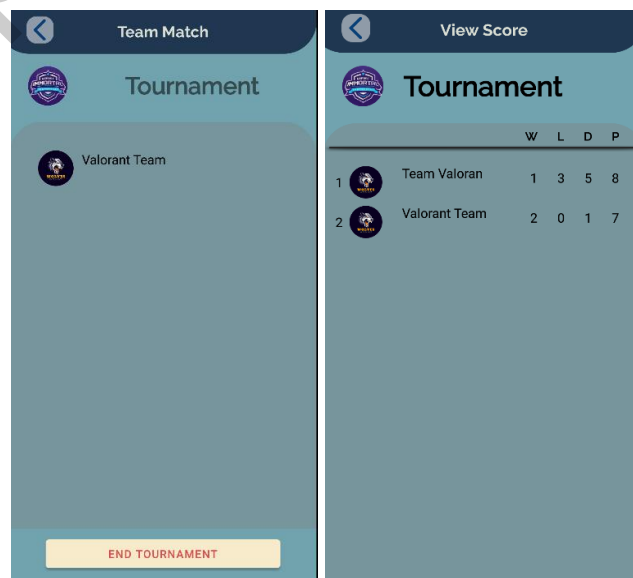 Team Match
Tournament
Valorant Team
END TOURNAMENT
View Score
Tournament
W L D P
1 Team Valoran 1 3 5 8
2 Valorant Team 2 0 1 7